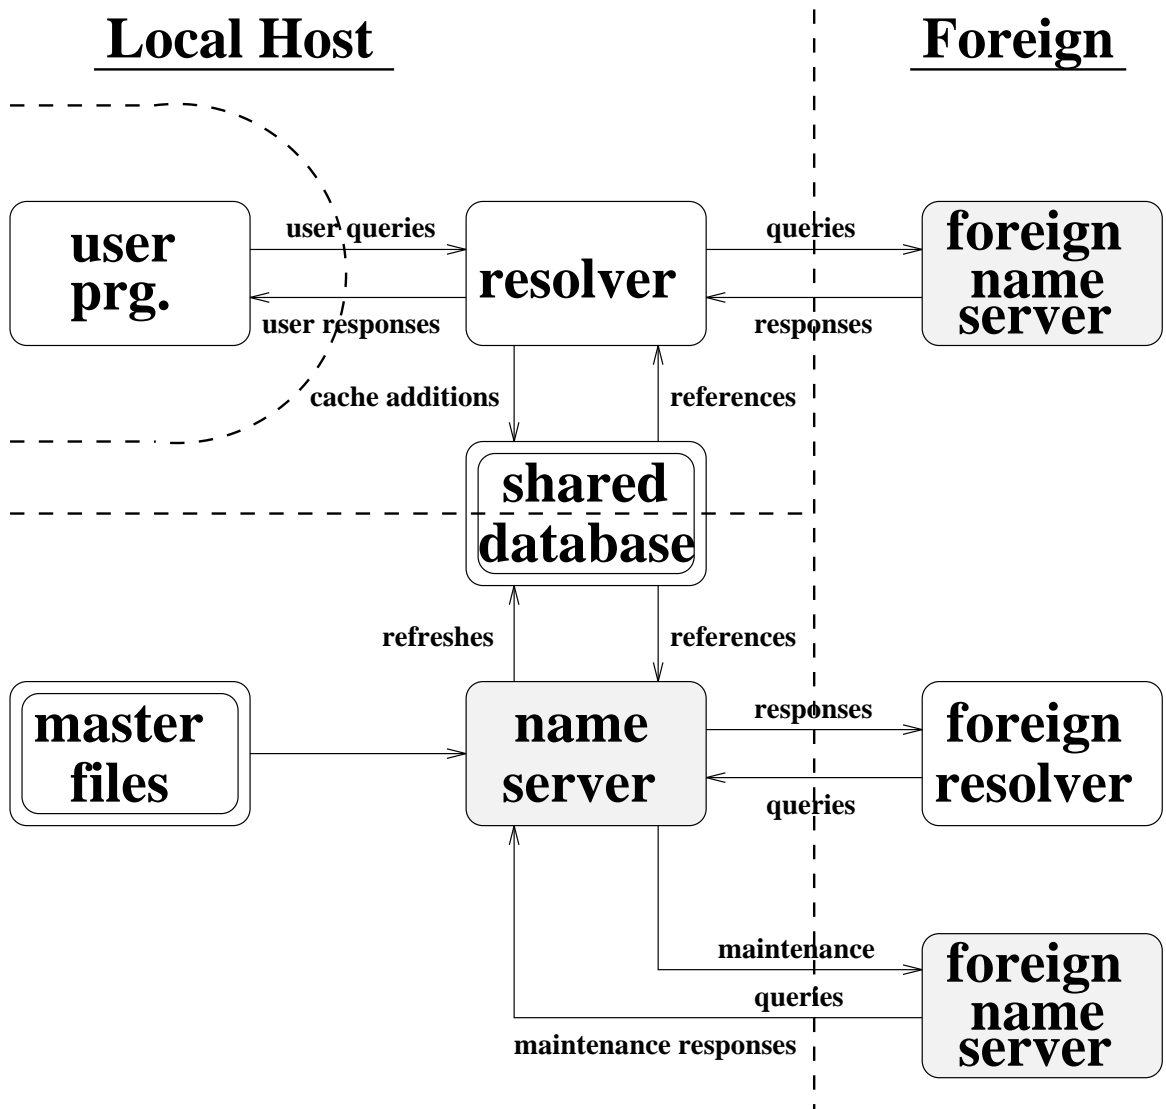 Local Host
Foreign
user
prg.
user queries
user responses
resolver
queries
responses
foreign
name
server
cache additions
references
shared
database
refreshes
references
master
files
name
server
responses
queries
foreign
resolver
maintenance
queries
maintenance responses
foreign
name
server